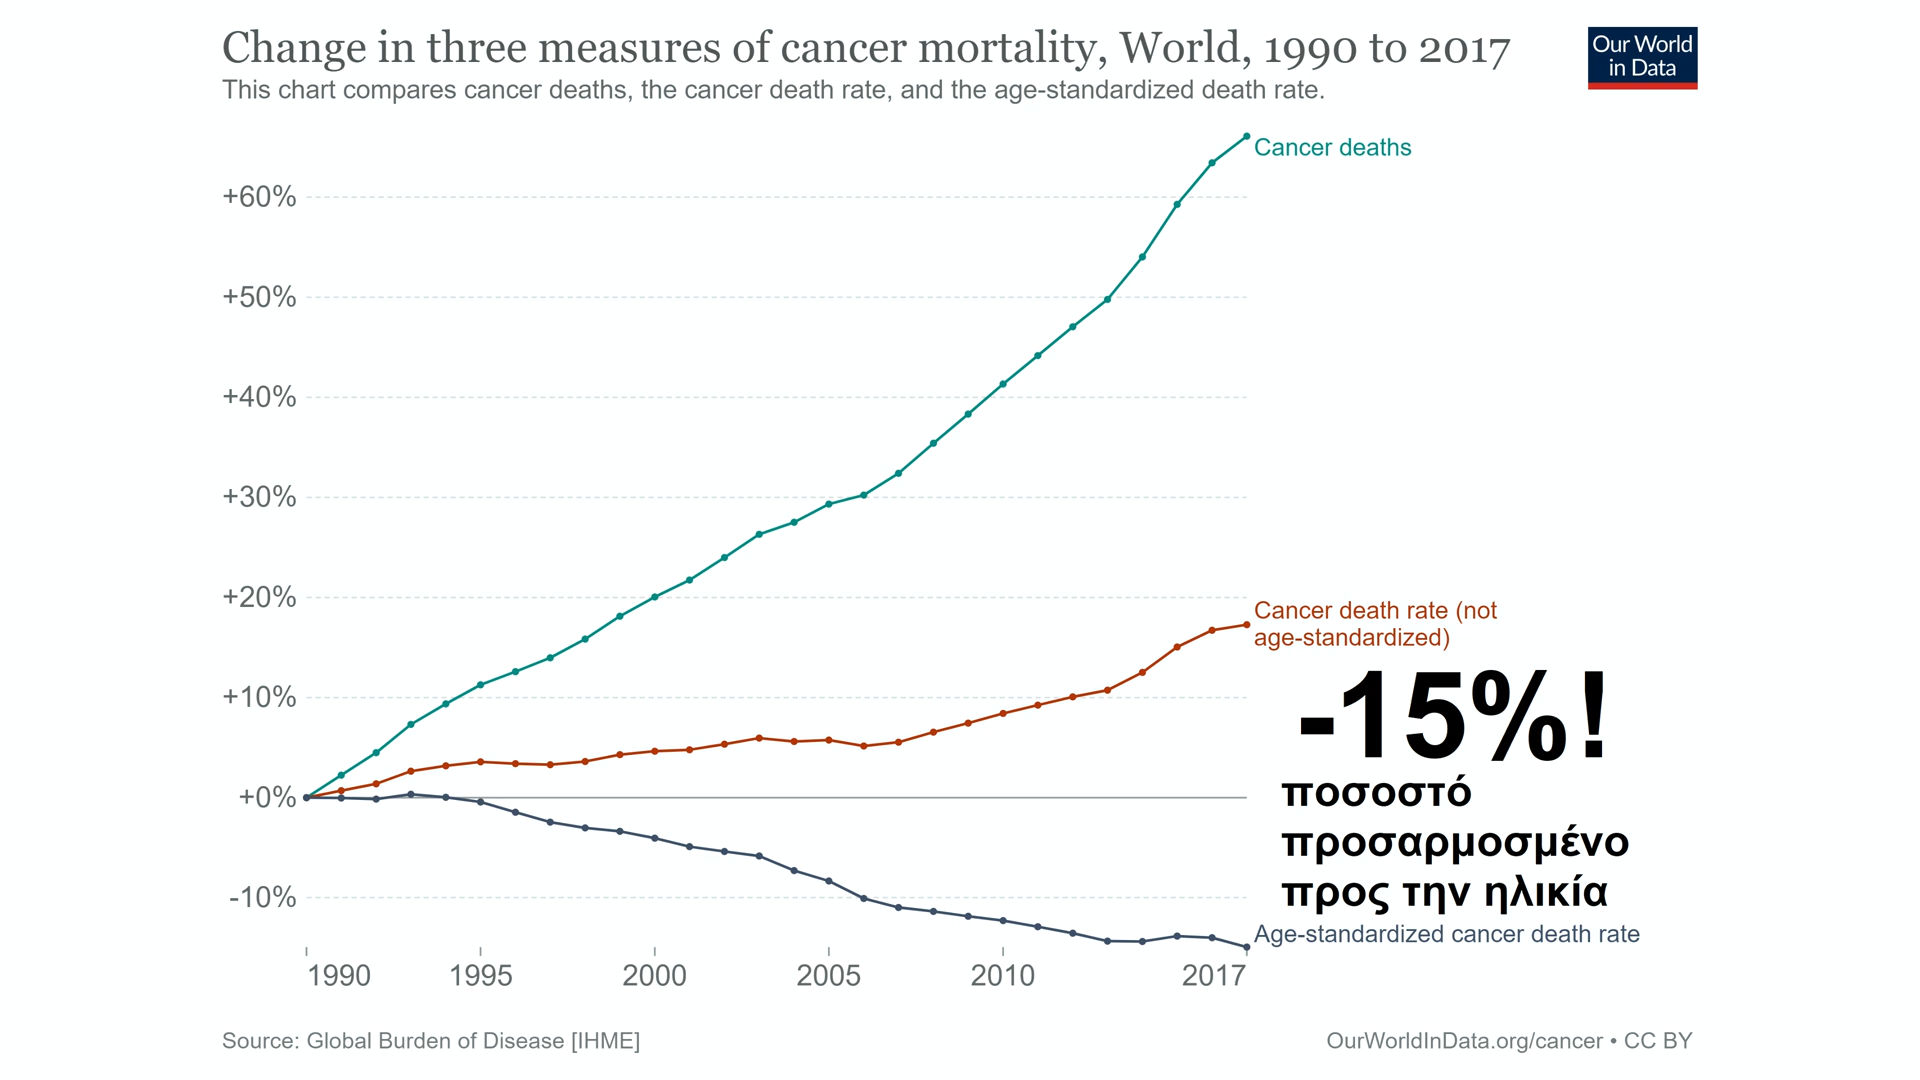 Change in three measures of cancer mortality, World, 1990 to 2017
This chart compares cancer deaths, the cancer death rate, and the age-standardized death rate.
Our World
in Data
Cancer deaths
+60%
+50%
+40%
+30%
+20%
+10%
+0%
-10%
Cancer death rate (not
age-standardized)
-15%!
ποσοστό
προσαρμοσμένο
προς την ηλικία
Age-standardized cancer death rate
1990 1995 2000 2005 2010 2017
Source: Global Burden of Disease [IHME]
OurWorldInData.org/cancer • CC BY